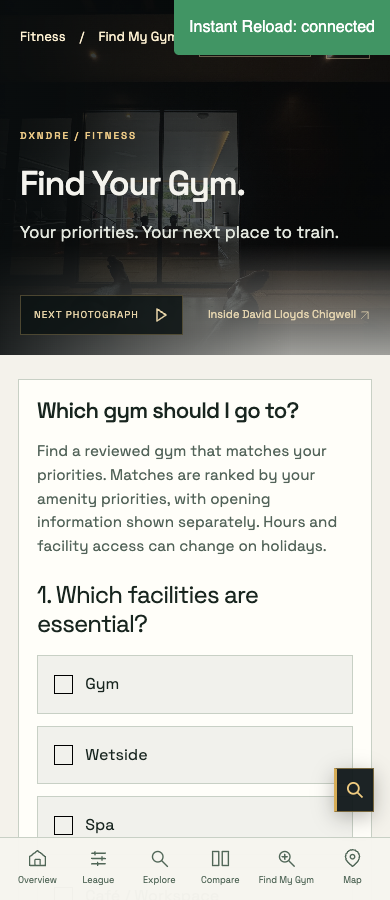 Instant Reload: connected
Fitness / Find My Gym
DXNDRE / FITNESS
Find Your Gym.
Your priorities. Your next place to train.
NEXT PHOTOGRAPH
Inside David Lloyds Chigwell
Which gym should I go to?
Find a reviewed gym that matches your
priorities. Matches are ranked by your
amenity priorities, with opening
information shown separately. Hours and
facility access can change on holidays.
1. Which facilities are
essential?
Gym
Wetside
Spa
Overview League Explore Compare Find My Gym Map